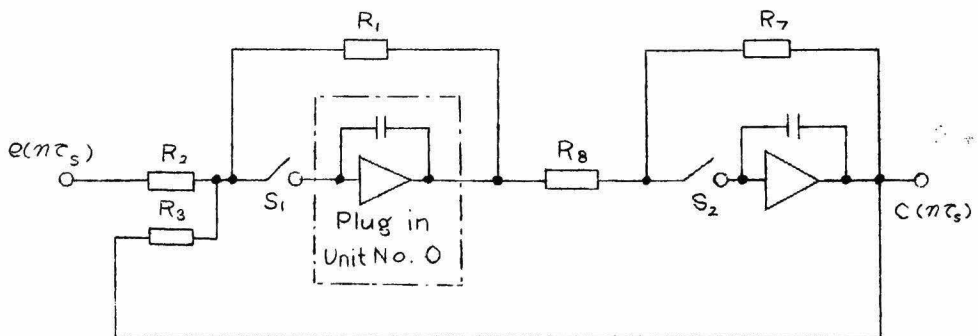 R₁
R₇
e(nτₛ)
R₂
R₃
S₁
Plug in
Unit No. 0
R₈
S₂
C(nτₛ)